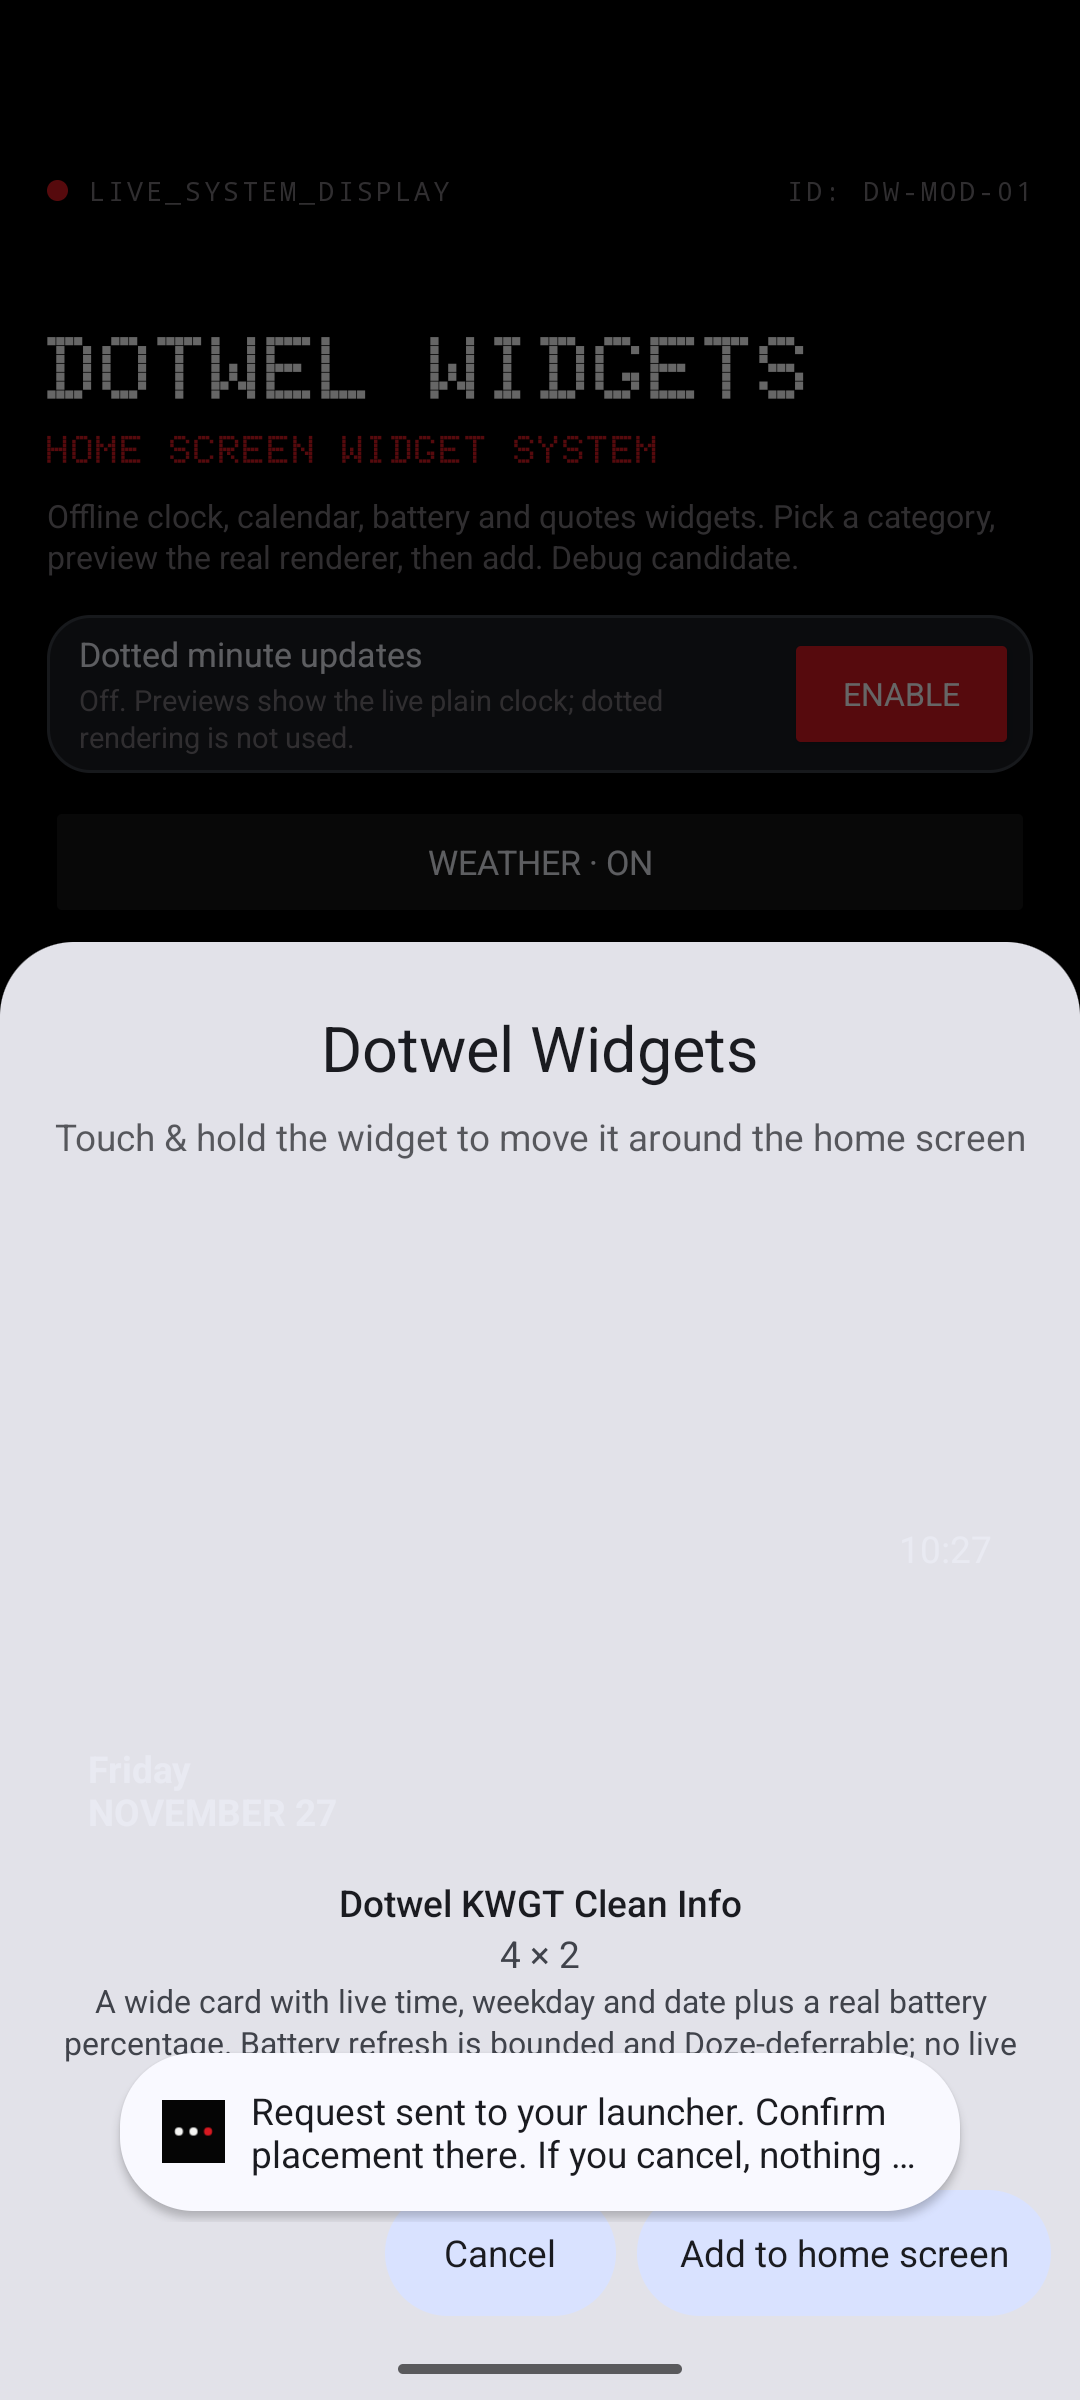 LIVE_SYSTEM_DISPLAY
ID: DW-MOD-01
DOTWEL WIDGETS
HOME SCREEN WIDGET SYSTEM
Offline clock, calendar, battery and quotes widgets. Pick a category,
preview the real renderer, then add. Debug candidate.
Dotted minute updates
Off. Previews show the live plain clock; dotted
rendering is not used.
ENABLE
WEATHER · ON
Dotwel Widgets
Touch & hold the widget to move it around the home screen
10:27
Friday
NOVEMBER 27
Dotwel KWGT Clean Info
4 × 2
A wide card with live time, weekday and date plus a real battery
percentage. Battery refresh is bounded and Doze-deferrable; no live
Request sent to your launcher. Confirm
placement there. If you cancel, nothing ...
Cancel
Add to home screen